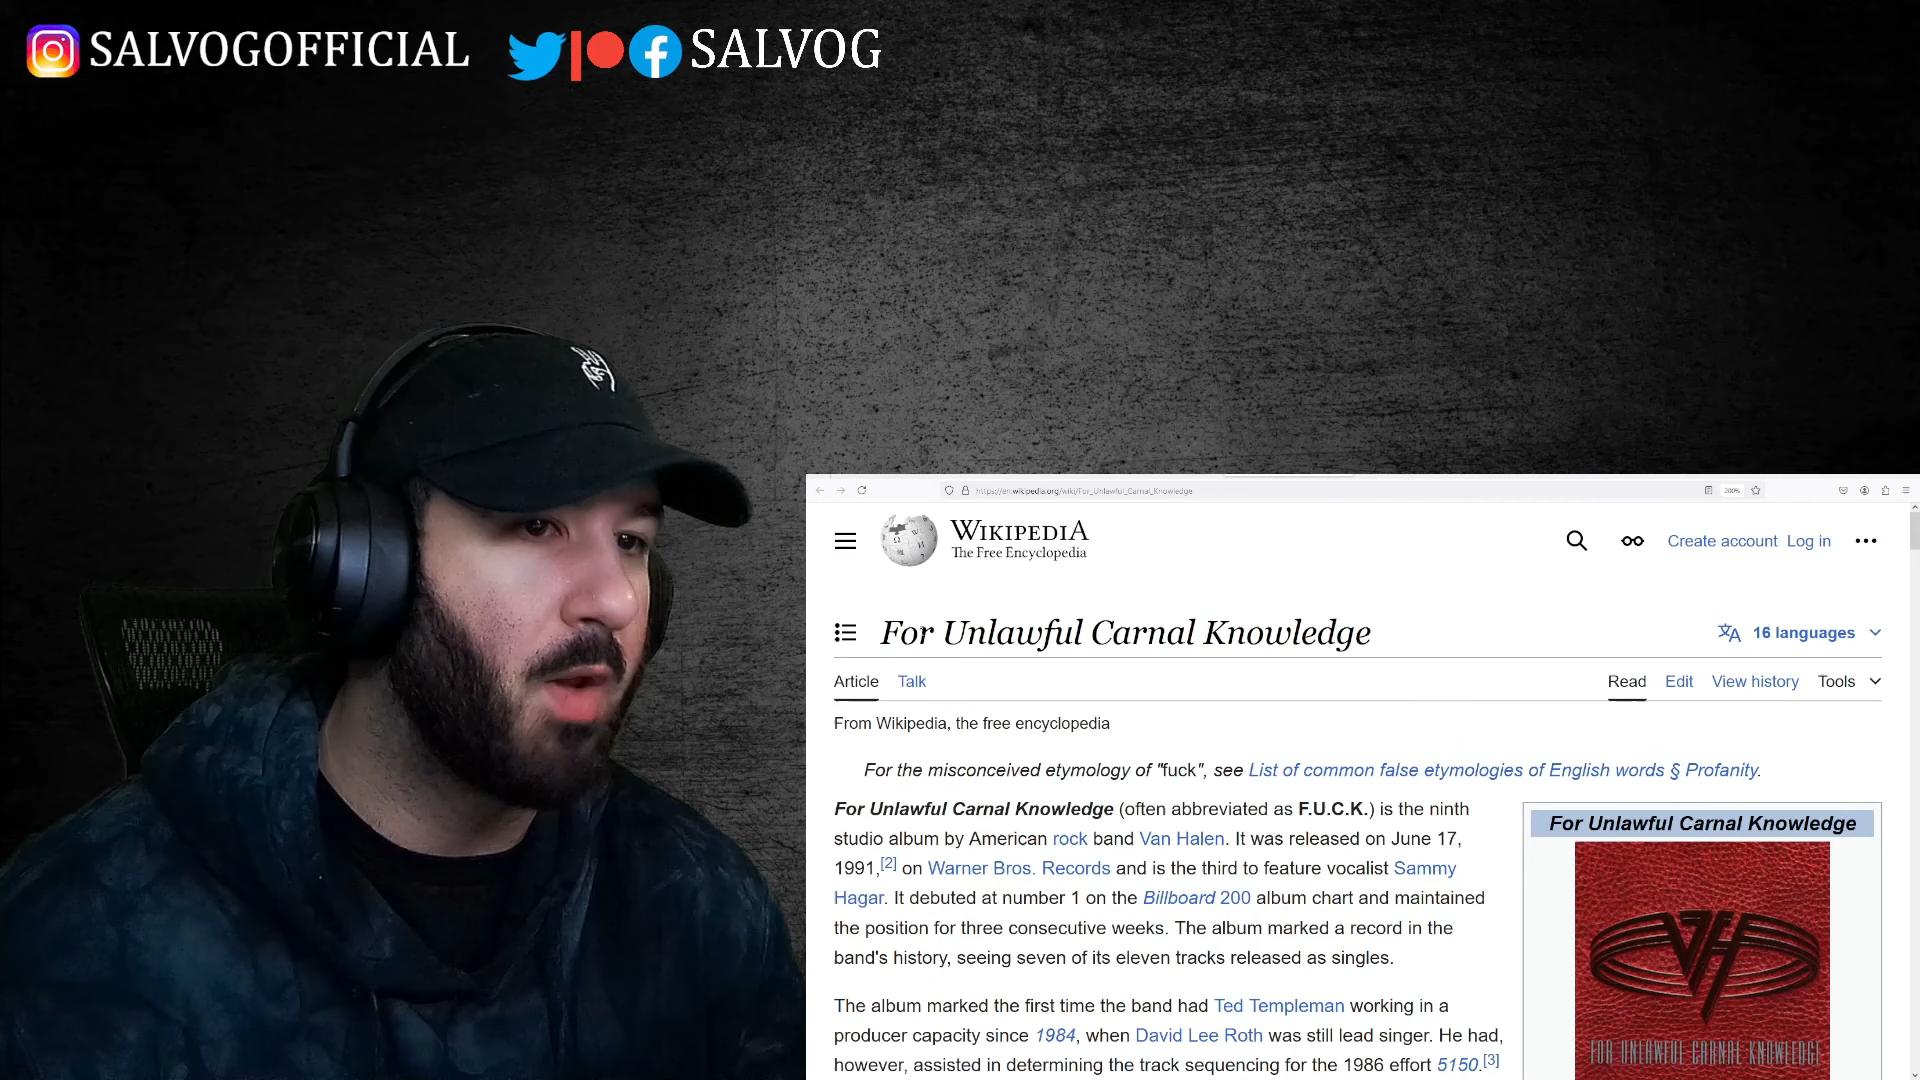 SALVOGOFFICIAL SALVOG
https://en.wikipedia.org/wiki/For_Unlawful_Carnal_Knowledge 200%
WIKIPEDIA
The Free Encyclopedia
Create account Log in
For Unlawful Carnal Knowledge
16 languages
Article Talk Read Edit View history Tools
From Wikipedia, the free encyclopedia
For the misconceived etymology of "fuck", see List of common false etymologies of English words § Profanity.
For Unlawful Carnal Knowledge (often abbreviated as F.U.C.K.) is the ninth
studio album by American rock band Van Halen. It was released on June 17,
1991,[2] on Warner Bros. Records and is the third to feature vocalist Sammy
Hagar. It debuted at number 1 on the Billboard 200 album chart and maintained
the position for three consecutive weeks. The album marked a record in the
band's history, seeing seven of its eleven tracks released as singles.
The album marked the first time the band had Ted Templeman working in a
producer capacity since 1984, when David Lee Roth was still lead singer. He had,
however, assisted in determining the track sequencing for the 1986 effort 5150.[3]
For Unlawful Carnal Knowledge
VH
FOR UNLAWFUL CARNAL KNOWLEDGE